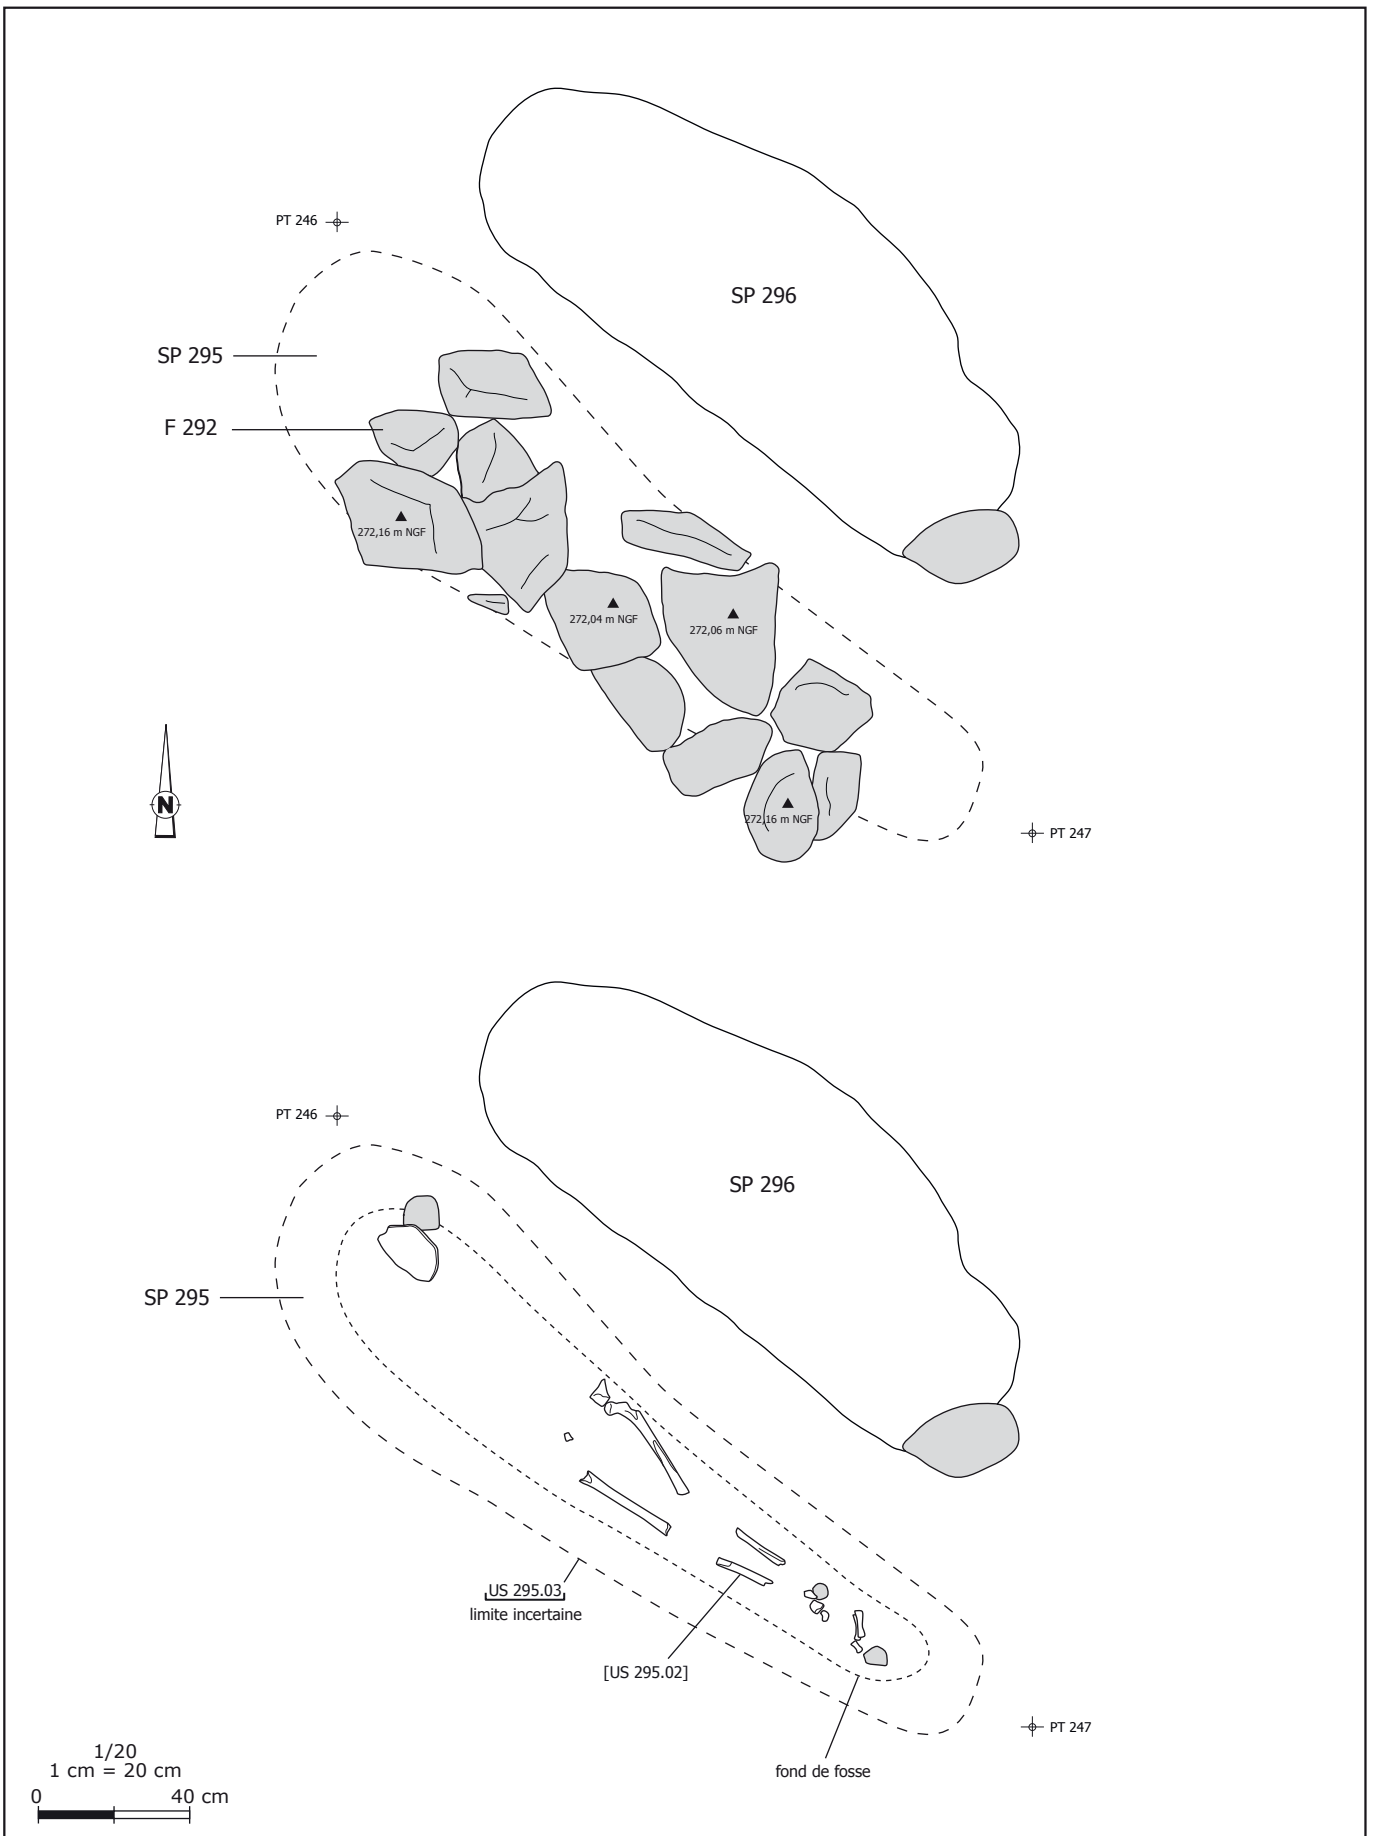 SP 296
PT 246
SP 295
F 292
272,16 m NGF
272,04 m NGF
272,06 m NGF
N
272,16 m NGF
PT 247
PT 246
SP 296
SP 295
US 295.03
limite incertaine
[US 295.02]
PT 247
fond de fosse
1/20
1 cm = 20 cm
0 40 cm